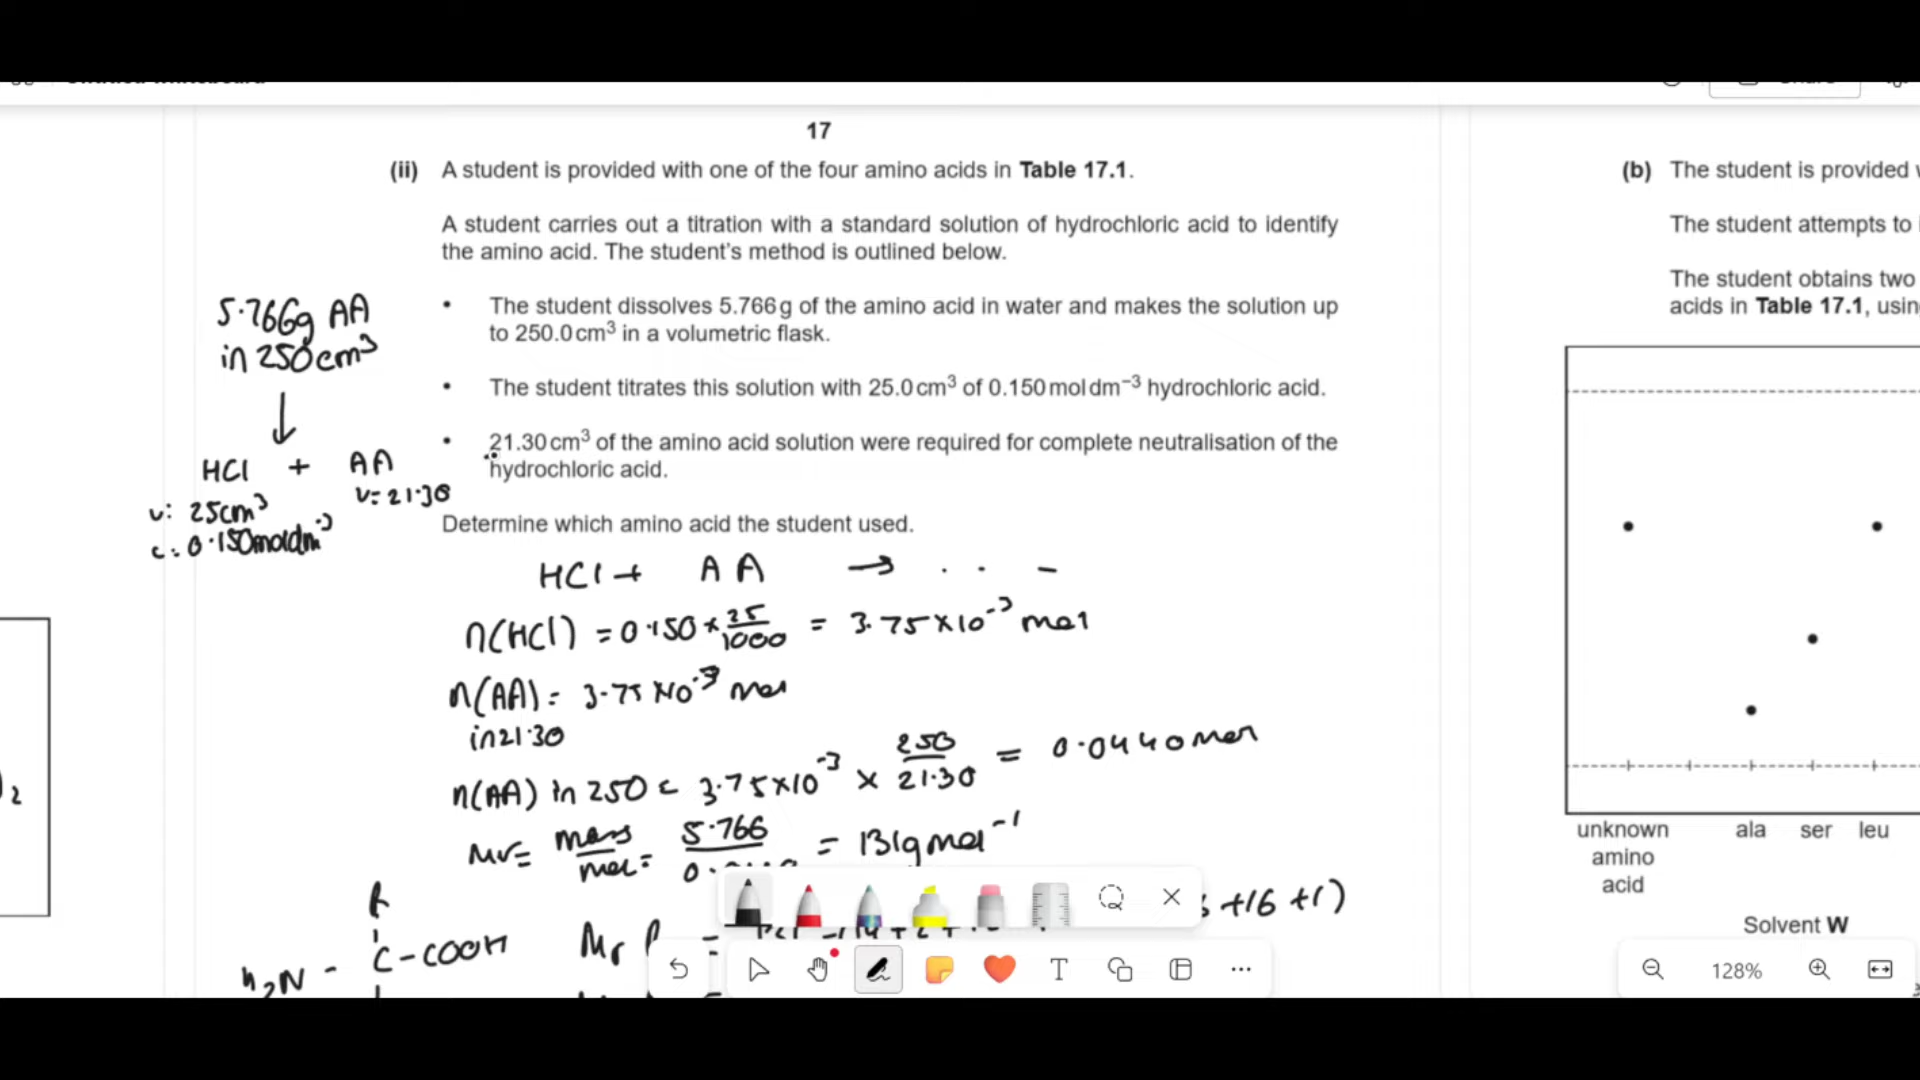 17
(ii) A student is provided with one of the four amino acids in Table 17.1.
A student carries out a titration with a standard solution of hydrochloric acid to identify
the amino acid. The student's method is outlined below.
• The student dissolves 5.766 g of the amino acid in water and makes the solution up
to 250.0 cm³ in a volumetric flask.
• The student titrates this solution with 25.0 cm³ of 0.150 mol dm⁻³ hydrochloric acid.
• 21.30 cm³ of the amino acid solution were required for complete neutralisation of the
hydrochloric acid.
Determine which amino acid the student used.
5.766g AA
in 250cm³
↓
HCl + AA
v: 25cm³ v=21.30
c: 0.150moldm⁻³
HCl + AA → . . –
n(HCl) = 0.150 × 25/1000 = 3.75×10⁻³ mol
n(AA) = 3.75×10⁻³ mol
in 21.30
n(AA) in 250 = 3.75×10⁻³ × 250/21.30 = 0.0440 mol
Mr = mass/mol = 5.766/0. = 131gmol⁻¹
+16 +1)
R
H₂N - C - COOH
Mr R =
2
(b) The student is provided
The student attempts to
The student obtains two
acids in Table 17.1, using
unknown ala ser leu
amino
acid
Solvent W
128%